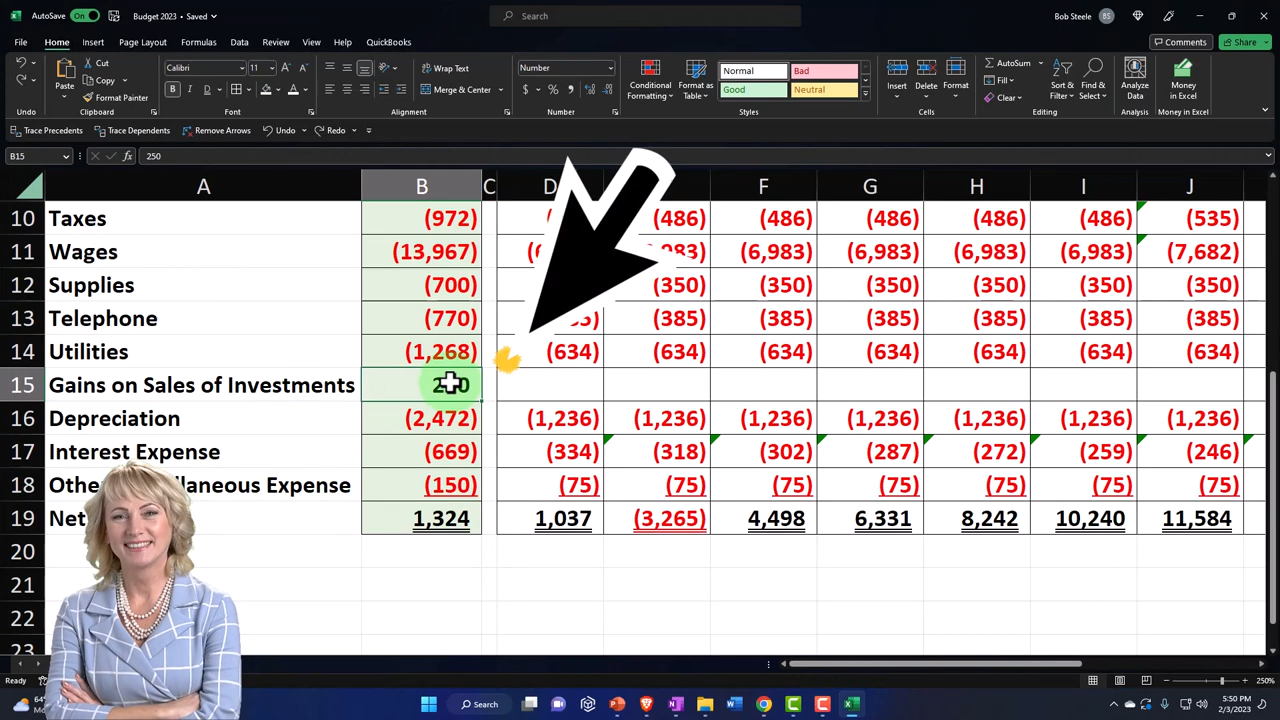 AutoSave On Budget 2023 • Saved Search Bob Steele BS
File Home Insert Page Layout Formulas Data Review View Help QuickBooks Comments Share
Undo Paste Cut Copy Format Painter Clipboard
Calibri 11 B I Font
Wrap Text Merge & Center Alignment
Number $ % Number
Conditional Formatting Format as Table Normal Bad Good Neutral Styles
Insert Delete Format Cells
AutoSum Fill Clear Sort & Filter Find & Select Editing
Analyze Data Analysis Money in Excel Money in Excel
Trace Precedents Trace Dependents Remove Arrows Undo Redo
B15 fx 250
A B C D F G H I J
10 Taxes (972) (486) (486) (486) (486) (486) (535)
11 Wages (13,967) (6,983) (6,983) (6,983) (6,983) (7,682)
12 Supplies (700) (350) (350) (350) (350) (350) (350)
13 Telephone (770) (385) (385) (385) (385) (385) (385)
14 Utilities (1,268) (634) (634) (634) (634) (634) (634) (634)
15 Gains on Sales of Investments
16 Depreciation (2,472) (1,236) (1,236) (1,236) (1,236) (1,236) (1,236) (1,236)
17 Interest Expense (669) (334) (318) (302) (287) (272) (259) (246)
18 Expense (150) (75) (75) (75) (75) (75) (75) (75)
19 Net 1,324 1,037 (3,265) 4,498 6,331 8,242 10,240 11,584
20
21
22
23
Ready 250%
Search 5:50 PM
2/3/2023